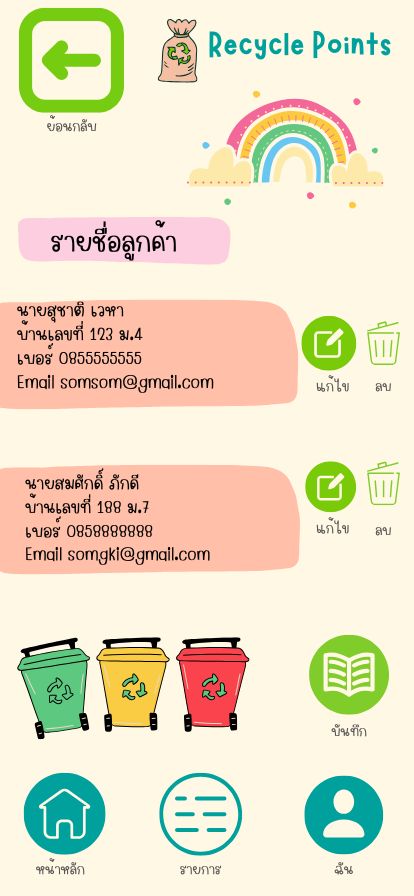 Recycle Points
ย้อนกลับ
รายชื่อลูกค้า
นายสุชาติ เวหา
บ้านเลขที่ 123 ม.4
เบอร์ 0855555555
Email somsom@gmail.com
แก้ไข
ลบ
นายสมศักดิ์ ภักดี
บ้านเลขที่ 188 ม.7
เบอร์ 0858888888
Email somgki@gmail.com
แก้ไข
ลบ
บันทึก
หน้าหลัก
รายการ
ฉัน